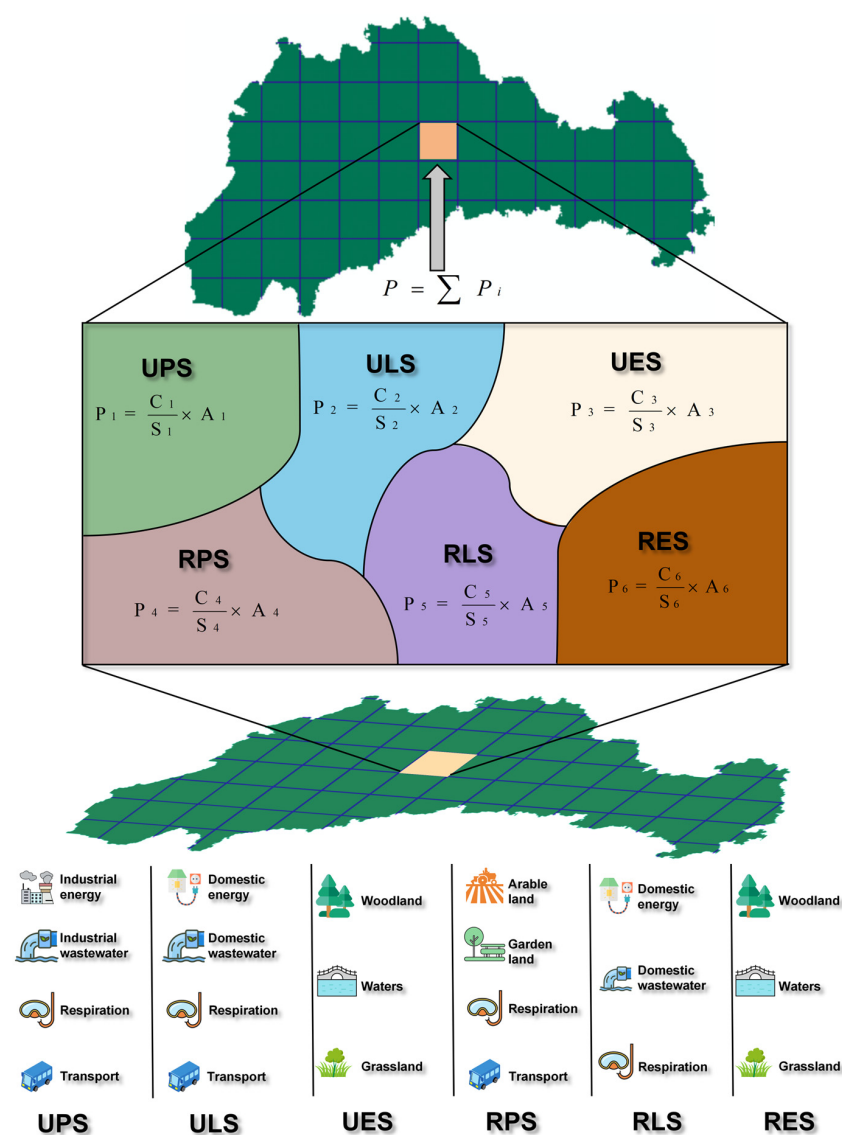 P = ∑ P i
UPS
P 1 = C 1 / S 1 × A 1
ULS
P 2 = C 2 / S 2 × A 2
UES
P 3 = C 3 / S 3 × A 3
RPS
P 4 = C 4 / S 4 × A 4
RLS
P 5 = C 5 / S 5 × A 5
RES
P 6 = C 6 / S 6 × A 6
Industrial
energy
Industrial
wastewater
Respiration
Transport
UPS
Domestic
energy
Domestic
wastewater
Respiration
Transport
ULS
Woodland
Waters
Grassland
UES
Arable
land
Garden
land
Respiration
Transport
RPS
Domestic
energy
Domestic
wastewater
Respiration
RLS
Woodland
Waters
Grassland
RES